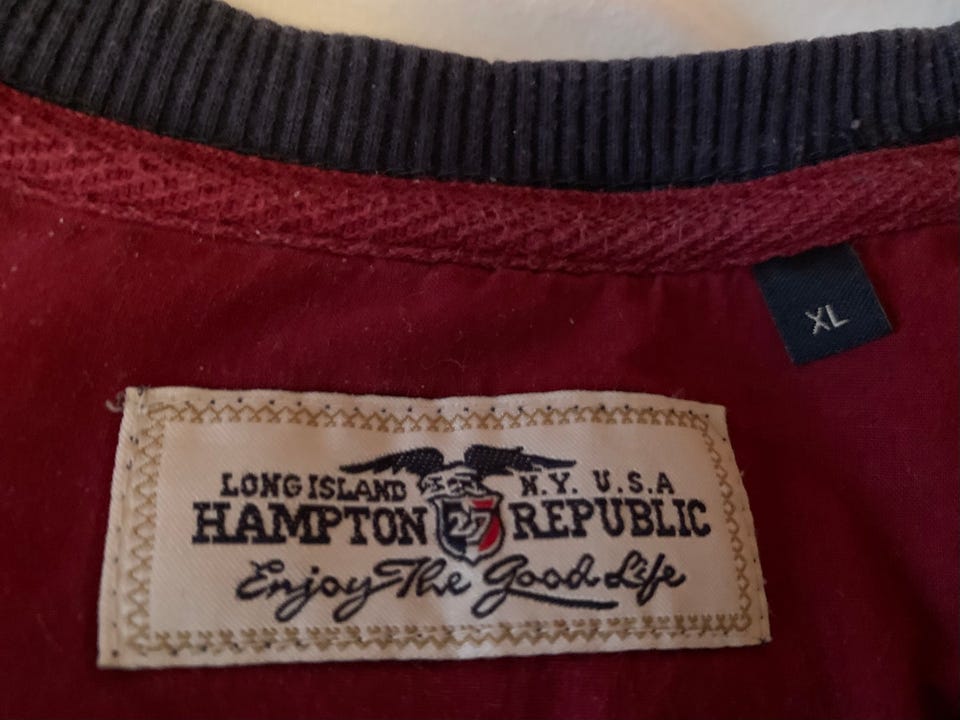 XL
LONG ISLAND N.Y. U.S.A
HAMPTON 27 REPUBLIC
Enjoy The Good Life